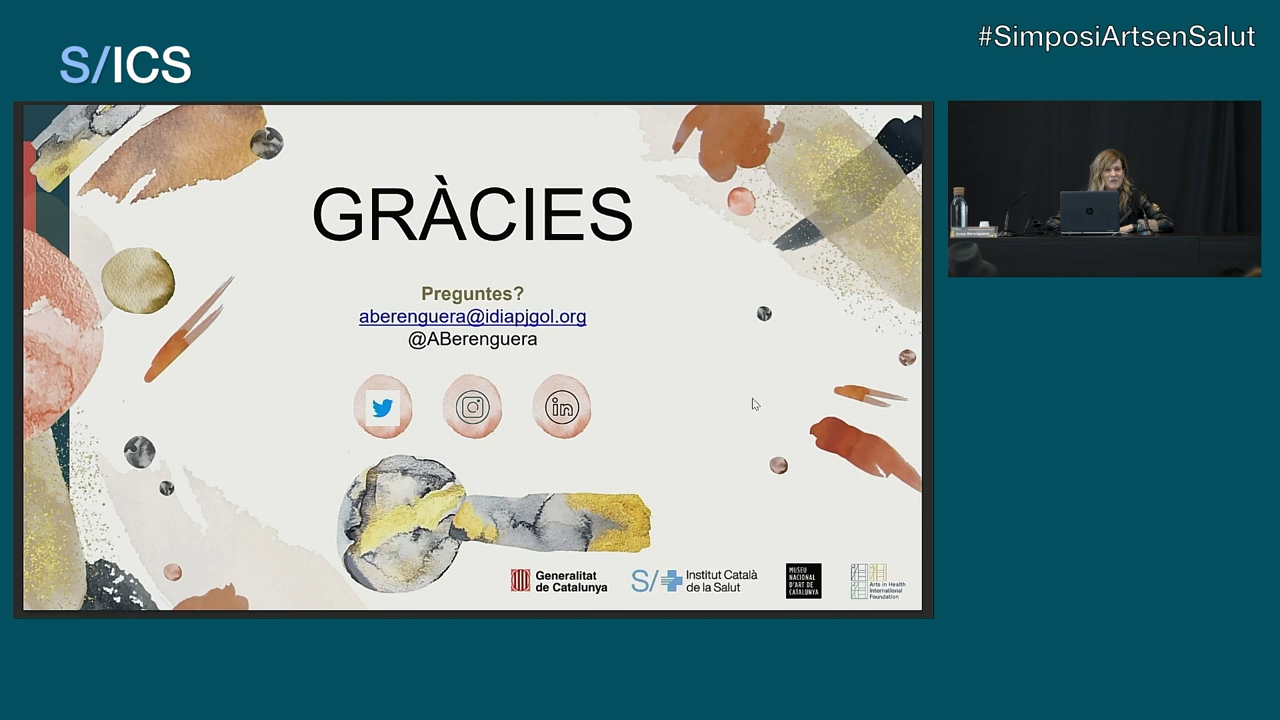 S/ICS
#SimposiArtsenSalut
GRÀCIES
Preguntes?
aberenguera@idiapjgol.org
@ABerenguera
in
Generalitat
de Catalunya
S/
Institut Català
de la Salut
MUSEU
NACIONAL
D'ART DE
CATALUNYA
Arts in Health
International
Foundation